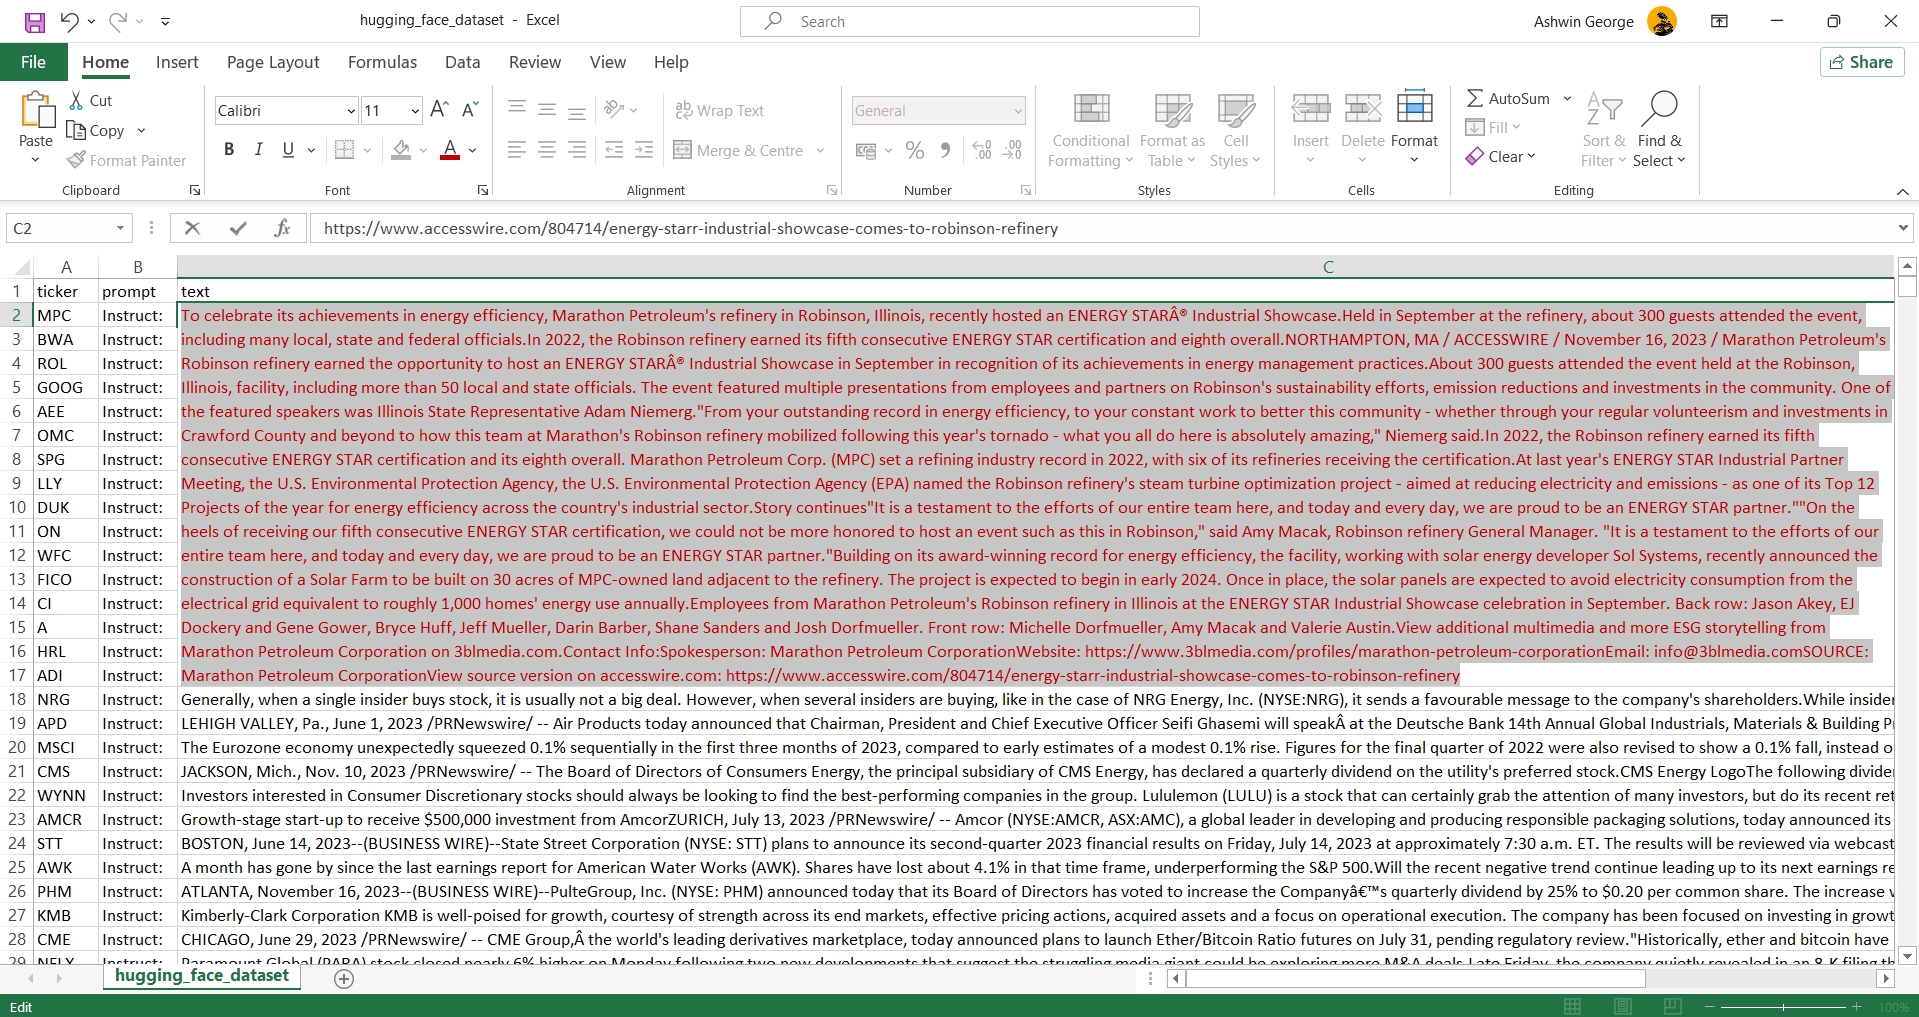 hugging_face_dataset - Excel
Search
Ashwin George
File Home Insert Page Layout Formulas Data Review View Help
Share
Paste
Cut
Copy
Format Painter
Clipboard
Calibri 11 A A
B I U A
Font
Wrap Text
Merge & Centre
Alignment
General
% 9 .00
Number
Conditional Formatting
Format as Table
Cell Styles
Styles
Insert Delete Format
Cells
AutoSum
Fill
Clear
Sort & Filter
Find & Select
Editing
C2 fx https://www.accesswire.com/804714/energy-starr-industrial-showcase-comes-to-robinson-refinery
A B C
1 ticker prompt text
2 MPC Instruct: To celebrate its achievements in energy efficiency, Marathon Petroleum's refinery in Robinson, Illinois, recently hosted an ENERGY STARÂ® Industrial Showcase.Held in September at the refinery, about 300 guests attended the event,
3 BWA Instruct: including many local, state and federal officials.In 2022, the Robinson refinery earned its fifth consecutive ENERGY STAR certification and eighth overall.NORTHAMPTON, MA / ACCESSWIRE / November 16, 2023 / Marathon Petroleum's
4 ROL Instruct: Robinson refinery earned the opportunity to host an ENERGY STARÂ® Industrial Showcase in September in recognition of its achievements in energy management practices.About 300 guests attended the event held at the Robinson,
5 GOOG Instruct: Illinois, facility, including more than 50 local and state officials. The event featured multiple presentations from employees and partners on Robinson's sustainability efforts, emission reductions and investments in the community. One of
6 AEE Instruct: the featured speakers was Illinois State Representative Adam Niemerg."From your outstanding record in energy efficiency, to your constant work to better this community - whether through your regular volunteerism and investments in
7 OMC Instruct: Crawford County and beyond to how this team at Marathon's Robinson refinery mobilized following this year's tornado - what you all do here is absolutely amazing," Niemerg said.In 2022, the Robinson refinery earned its fifth
8 SPG Instruct: consecutive ENERGY STAR certification and its eighth overall. Marathon Petroleum Corp. (MPC) set a refining industry record in 2022, with six of its refineries receiving the certification.At last year's ENERGY STAR Industrial Partner
9 LLY Instruct: Meeting, the U.S. Environmental Protection Agency, the U.S. Environmental Protection Agency (EPA) named the Robinson refinery's steam turbine optimization project - aimed at reducing electricity and emissions - as one of its Top 12
10 DUK Instruct: Projects of the year for energy efficiency across the country's industrial sector.Story continues"It is a testament to the efforts of our entire team here, and today and every day, we are proud to be an ENERGY STAR partner.""On the
11 ON Instruct: heels of receiving our fifth consecutive ENERGY STAR certification, we could not be more honored to host an event such as this in Robinson," said Amy Macak, Robinson refinery General Manager. "It is a testament to the efforts of our
12 WFC Instruct: entire team here, and today and every day, we are proud to be an ENERGY STAR partner."Building on its award-winning record for energy efficiency, the facility, working with solar energy developer Sol Systems, recently announced the
13 FICO Instruct: construction of a Solar Farm to be built on 30 acres of MPC-owned land adjacent to the refinery. The project is expected to begin in early 2024. Once in place, the solar panels are expected to avoid electricity consumption from the
14 CI Instruct: electrical grid equivalent to roughly 1,000 homes' energy use annually.Employees from Marathon Petroleum's Robinson refinery in Illinois at the ENERGY STAR Industrial Showcase celebration in September. Back row: Jason Akey, EJ
15 A Instruct: Dockery and Gene Gower, Bryce Huff, Jeff Mueller, Darin Barber, Shane Sanders and Josh Dorfmueller. Front row: Michelle Dorfmueller, Amy Macak and Valerie Austin.View additional multimedia and more ESG storytelling from
16 HRL Instruct: Marathon Petroleum Corporation on 3blmedia.com.Contact Info:Spokesperson: Marathon Petroleum CorporationWebsite: https://www.3blmedia.com/profiles/marathon-petroleum-corporationEmail: info@3blmedia.comSOURCE:
17 ADI Instruct: Marathon Petroleum CorporationView source version on accesswire.com: https://www.accesswire.com/804714/energy-starr-industrial-showcase-comes-to-robinson-refinery
18 NRG Instruct: Generally, when a single insider buys stock, it is usually not a big deal. However, when several insiders are buying, like in the case of NRG Energy, Inc. (NYSE:NRG), it sends a favourable message to the company's shareholders.While insider
19 APD Instruct: LEHIGH VALLEY, Pa., June 1, 2023 /PRNewswire/ -- Air Products today announced that Chairman, President and Chief Executive Officer Seifi Ghasemi will speakÂ at the Deutsche Bank 14th Annual Global Industrials, Materials & Building P
20 MSCI Instruct: The Eurozone economy unexpectedly squeezed 0.1% sequentially in the first three months of 2023, compared to early estimates of a modest 0.1% rise. Figures for the final quarter of 2022 were also revised to show a 0.1% fall, instead o
21 CMS Instruct: JACKSON, Mich., Nov. 10, 2023 /PRNewswire/ -- The Board of Directors of Consumers Energy, the principal subsidiary of CMS Energy, has declared a quarterly dividend on the utility's preferred stock.CMS Energy LogoThe following divide
22 WYNN Instruct: Investors interested in Consumer Discretionary stocks should always be looking to find the best-performing companies in the group. Lululemon (LULU) is a stock that can certainly grab the attention of many investors, but do its recent ret
23 AMCR Instruct: Growth-stage start-up to receive $500,000 investment from AmcorZURICH, July 13, 2023 /PRNewswire/ -- Amcor (NYSE:AMCR, ASX:AMC), a global leader in developing and producing responsible packaging solutions, today announced its
24 STT Instruct: BOSTON, June 14, 2023--(BUSINESS WIRE)--State Street Corporation (NYSE: STT) plans to announce its second-quarter 2023 financial results on Friday, July 14, 2023 at approximately 7:30 a.m. ET. The results will be reviewed via webcast
25 AWK Instruct: A month has gone by since the last earnings report for American Water Works (AWK). Shares have lost about 4.1% in that time frame, underperforming the S&P 500.Will the recent negative trend continue leading up to its next earnings re
26 PHM Instruct: ATLANTA, November 16, 2023--(BUSINESS WIRE)--PulteGroup, Inc. (NYSE: PHM) announced today that its Board of Directors has voted to increase the Companyâ€™s quarterly dividend by 25% to $0.20 per common share. The increase
27 KMB Instruct: Kimberly-Clark Corporation KMB is well-poised for growth, courtesy of strength across its end markets, effective pricing actions, acquired assets and a focus on operational execution. The company has been focused on investing in growt
28 CME Instruct: CHICAGO, June 29, 2023 /PRNewswire/ -- CME Group,Â the world's leading derivatives marketplace, today announced plans to launch Ether/Bitcoin Ratio futures on July 31, pending regulatory review."Historically, ether and bitcoin have
29 NFLX Instruct: Paramount Global (PARA) stock closed nearly 6% higher on Monday following two new developments that suggest the struggling media giant could be exploring more M&A deals.Late Friday, the company quietly revealed in an 8-K filing th
hugging_face_dataset
Edit
100%